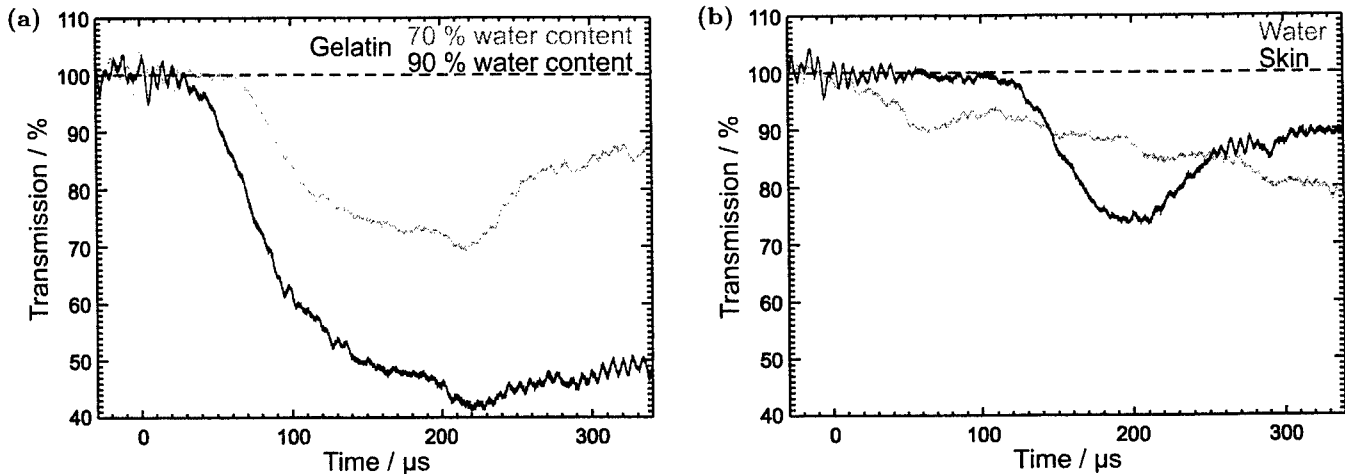 (a)
110
100
90
80
70
60
50
40
Transmission / %
Gelatin
70 % water content
90 % water content
0
100
200
300
Time / µs
(b)
110
100
90
80
70
60
50
40
Transmission / %
Water
Skin
0
100
200
300
Time / µs